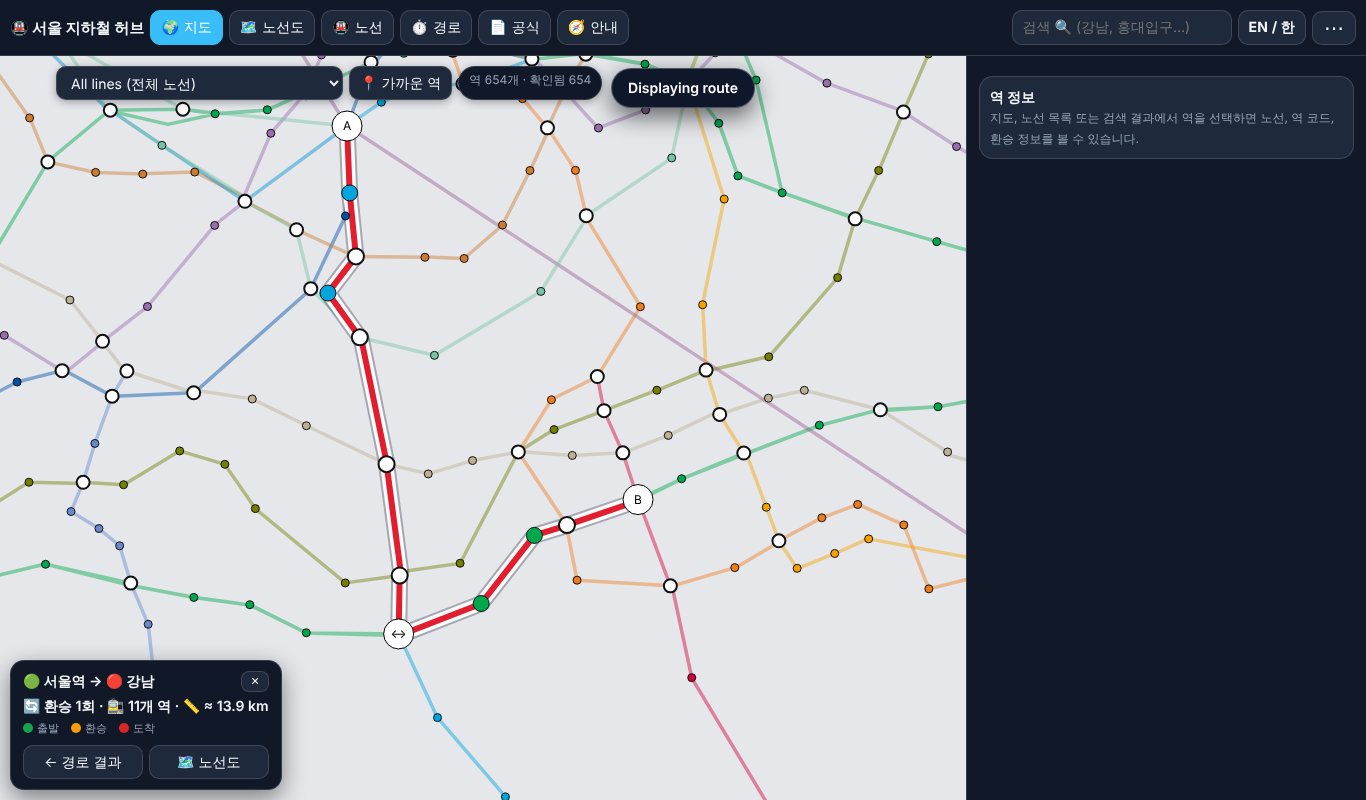 🚇 서울 지하철 허브
🌍 지도
🗺️ 노선도
🚇 노선
⏱️ 경로
📄 공식
🧭 안내
검색 🔍 (강남, 홍대입구...)
EN / 한
⋯
All lines (전체 노선)
📍 가까운 역
역 654개 · 확인됨 654
Displaying route
역 정보
지도, 노선 목록 또는 검색 결과에서 역을 선택하면 노선, 역 코드,
환승 정보를 볼 수 있습니다.
A
B
↔
🟢 서울역 → 🔴 강남
✕
🔄 환승 1회 · 🚉 11개 역 · 📏 ≈ 13.9 km
출발
환승
도착
← 경로 결과
🗺️ 노선도